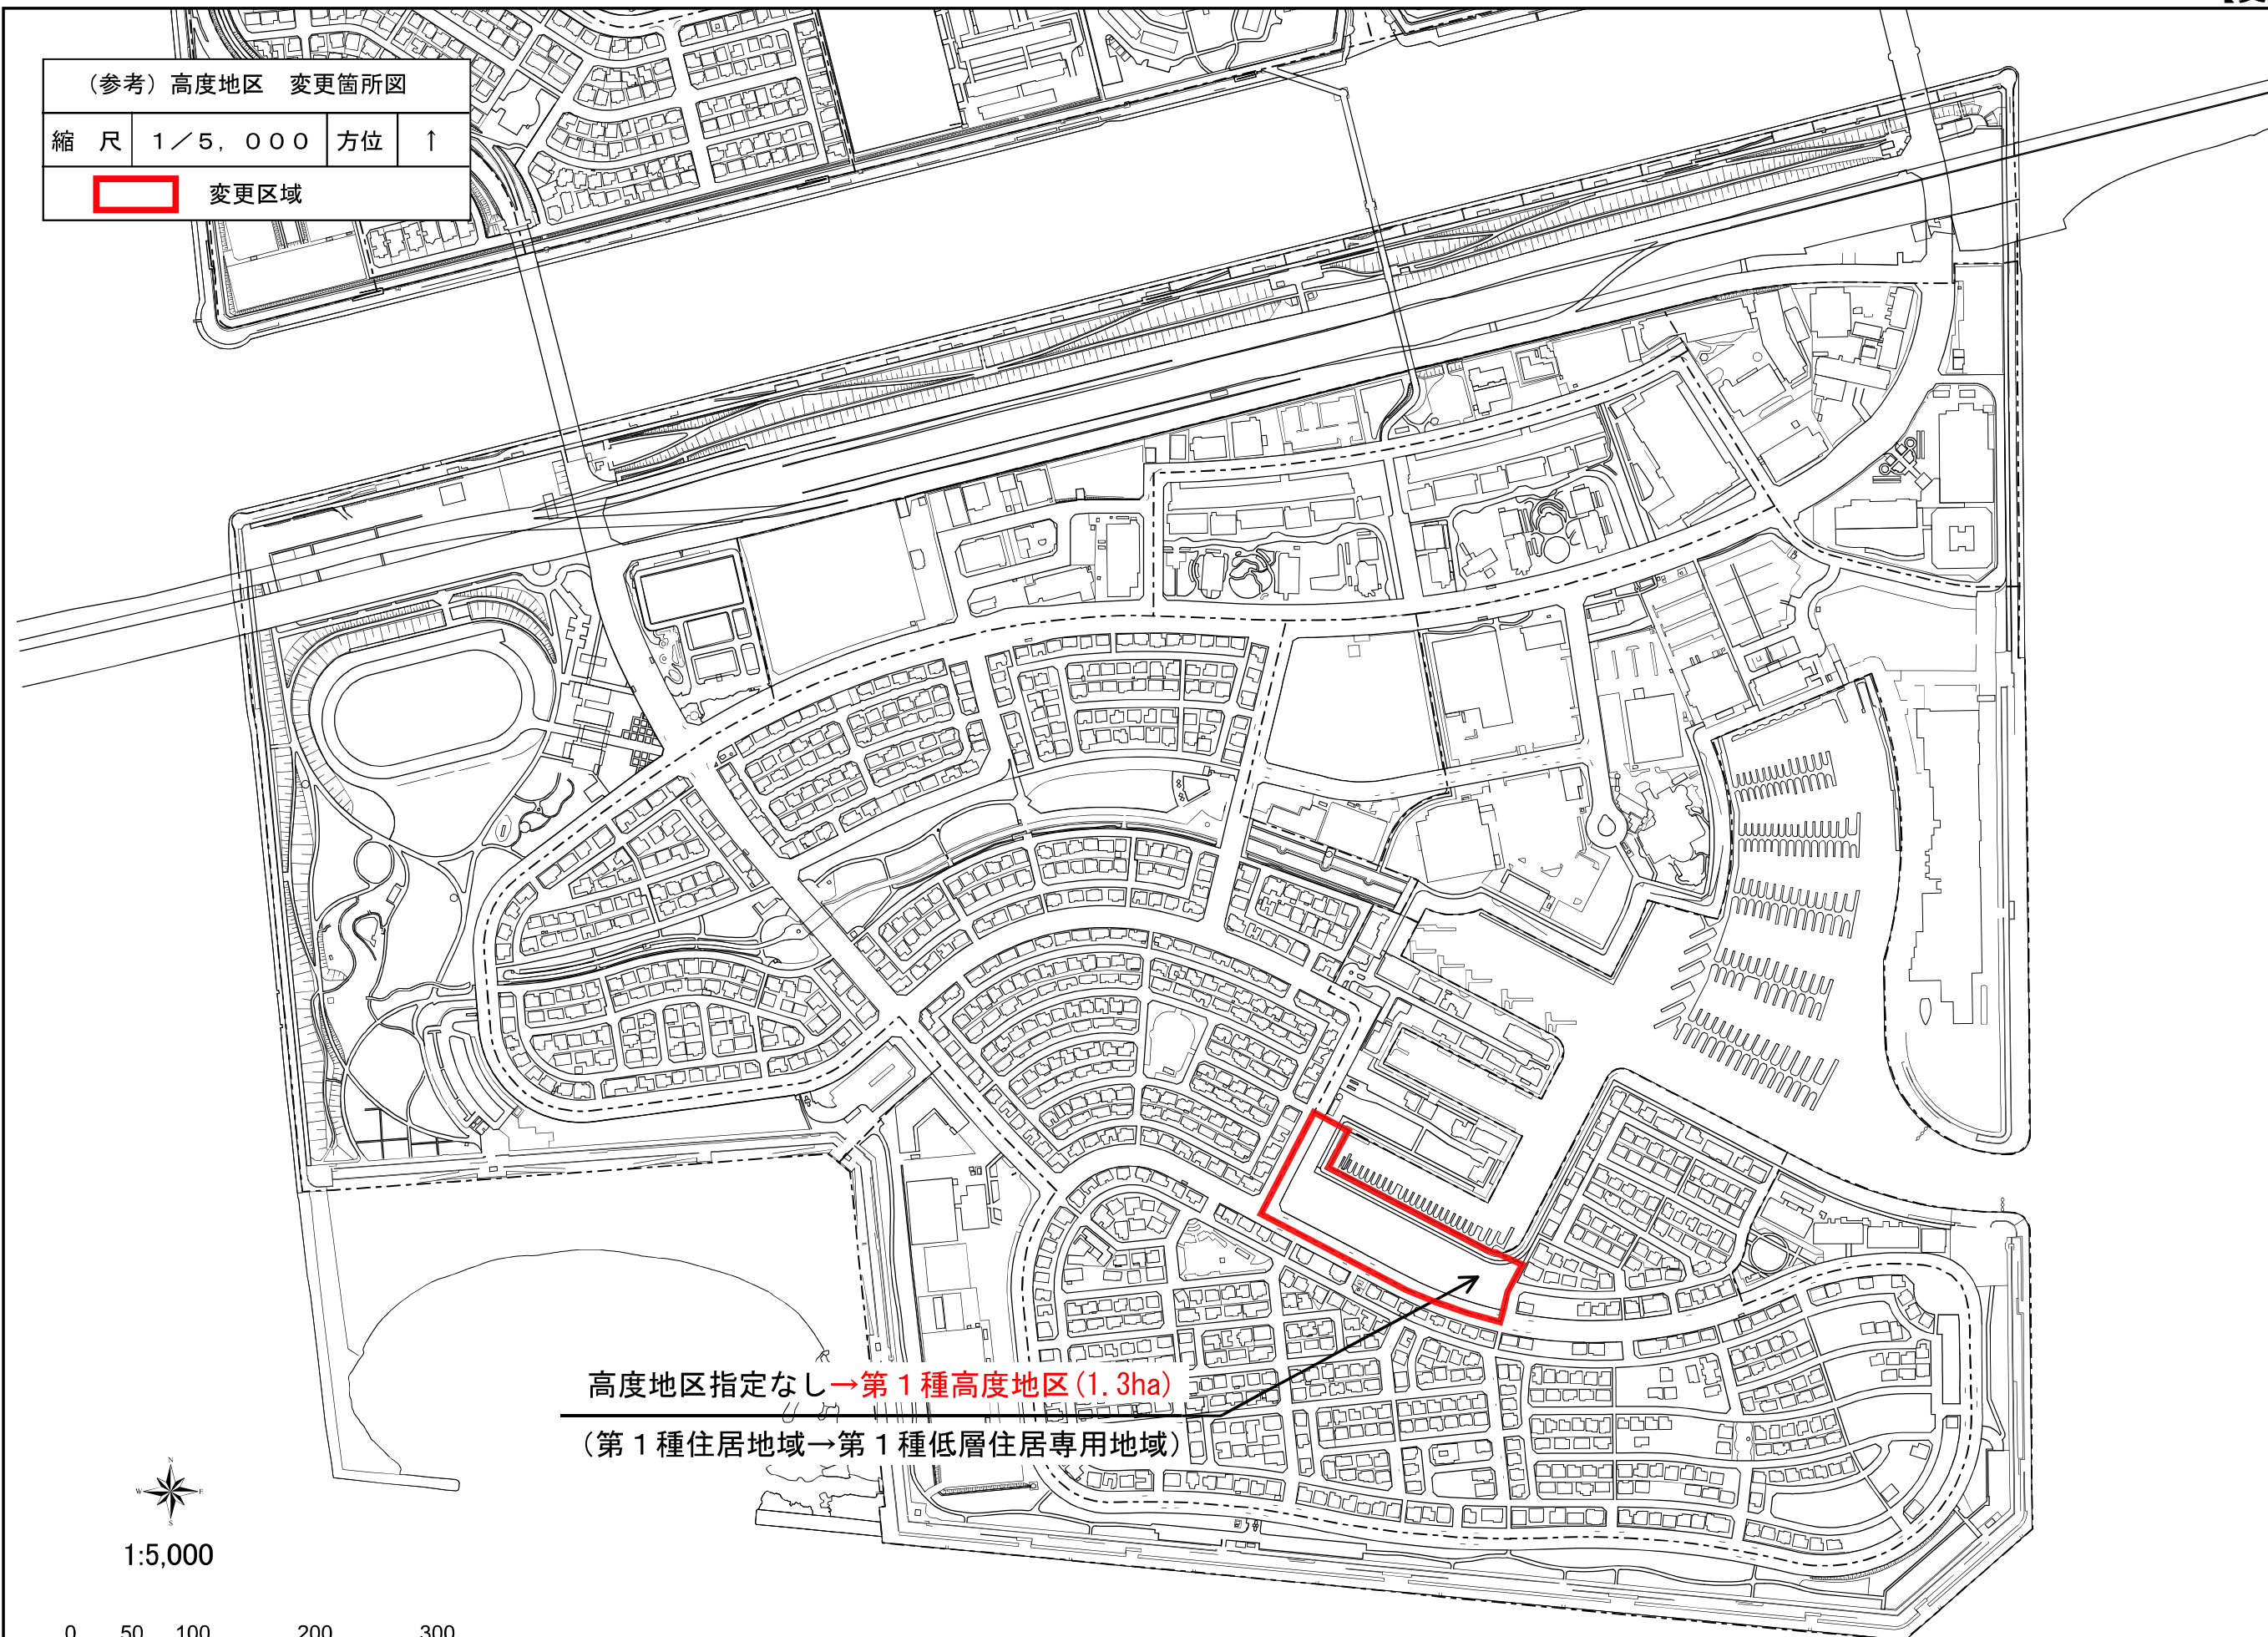 （参考）高度地区　変更箇所図
縮　尺　１／５，０００　方位　↑
変更区域
高度地区指定なし→第１種高度地区(1.3ha)
（第１種住居地域→第１種低層住居専用地域）
N
W E
S
1:5,000
0 50 100 200 300